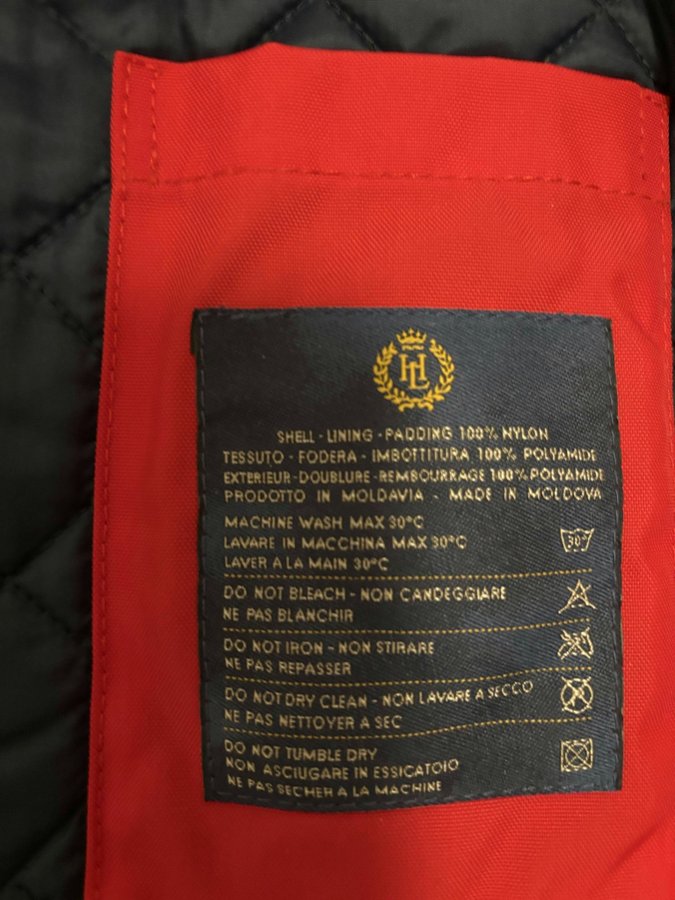 HL
SHELL - LINING - PADDING 100% NYLON
TESSUTO - FODERA - IMBOTTITURA 100% POLYAMIDE
EXTERIEUR - DOUBLURE - REMBOURRAGE 100% POLYAMIDE
PRODOTTO IN MOLDAVIA - MADE IN MOLDOVA
MACHINE WASH MAX 30°C
LAVARE IN MACCHINA MAX 30°C
LAVER A LA MAIN 30°C
30°
DO NOT BLEACH - NON CANDEGGIARE
NE PAS BLANCHIR
DO NOT IRON - NON STIRARE
NE PAS REPASSER
DO NOT DRY CLEAN - NON LAVARE A SECCO
NE PAS NETTOYER A SEC
DO NOT TUMBLE DRY
NON ASCIUGARE IN ESSICATOIO
NE PAS SECHER A LA MACHINE